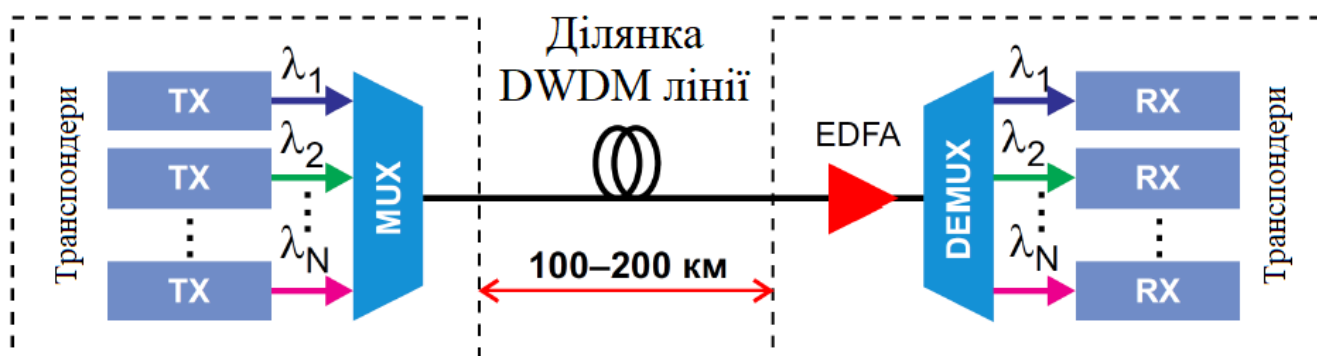 Транспондери
TX
λ1
TX
λ2
TX
λN
MUX
Ділянка
DWDM лінії
100–200 км
EDFA
DEMUX
λ1
RX
λ2
RX
λN
RX
Транспондери